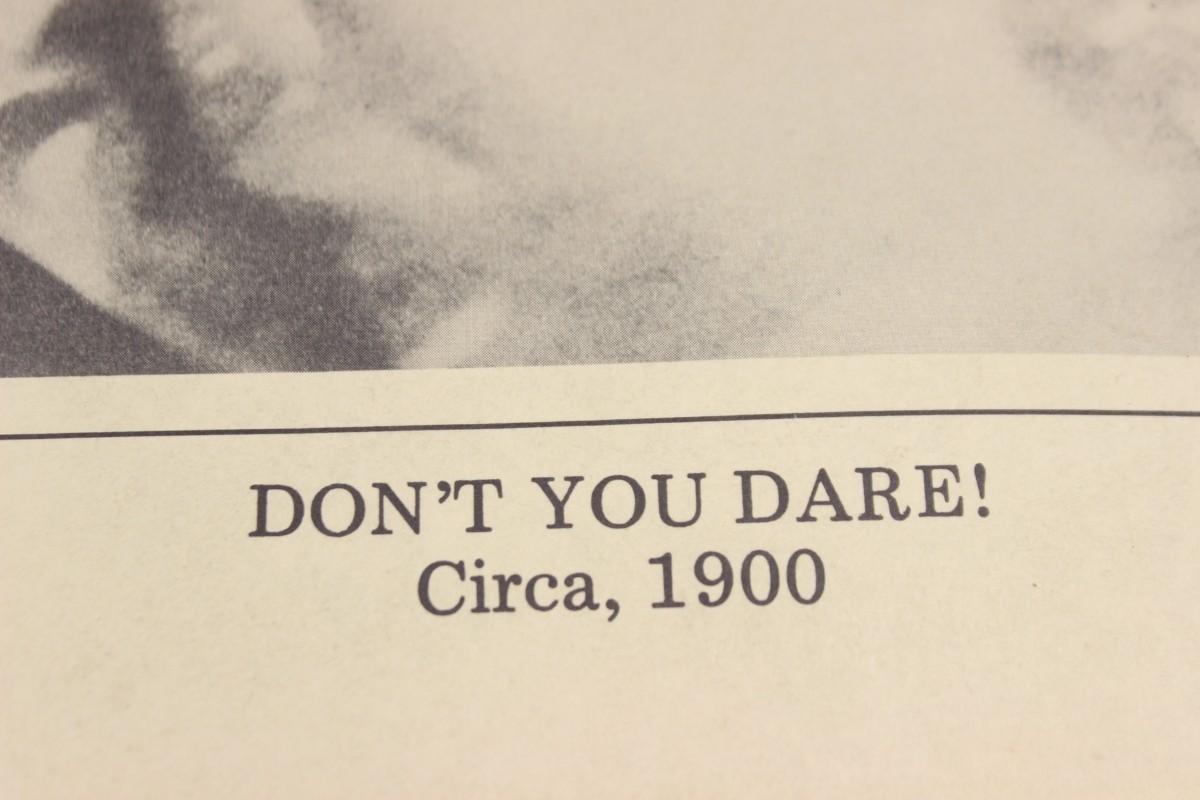 DON’T YOU DARE!
Circa, 1900